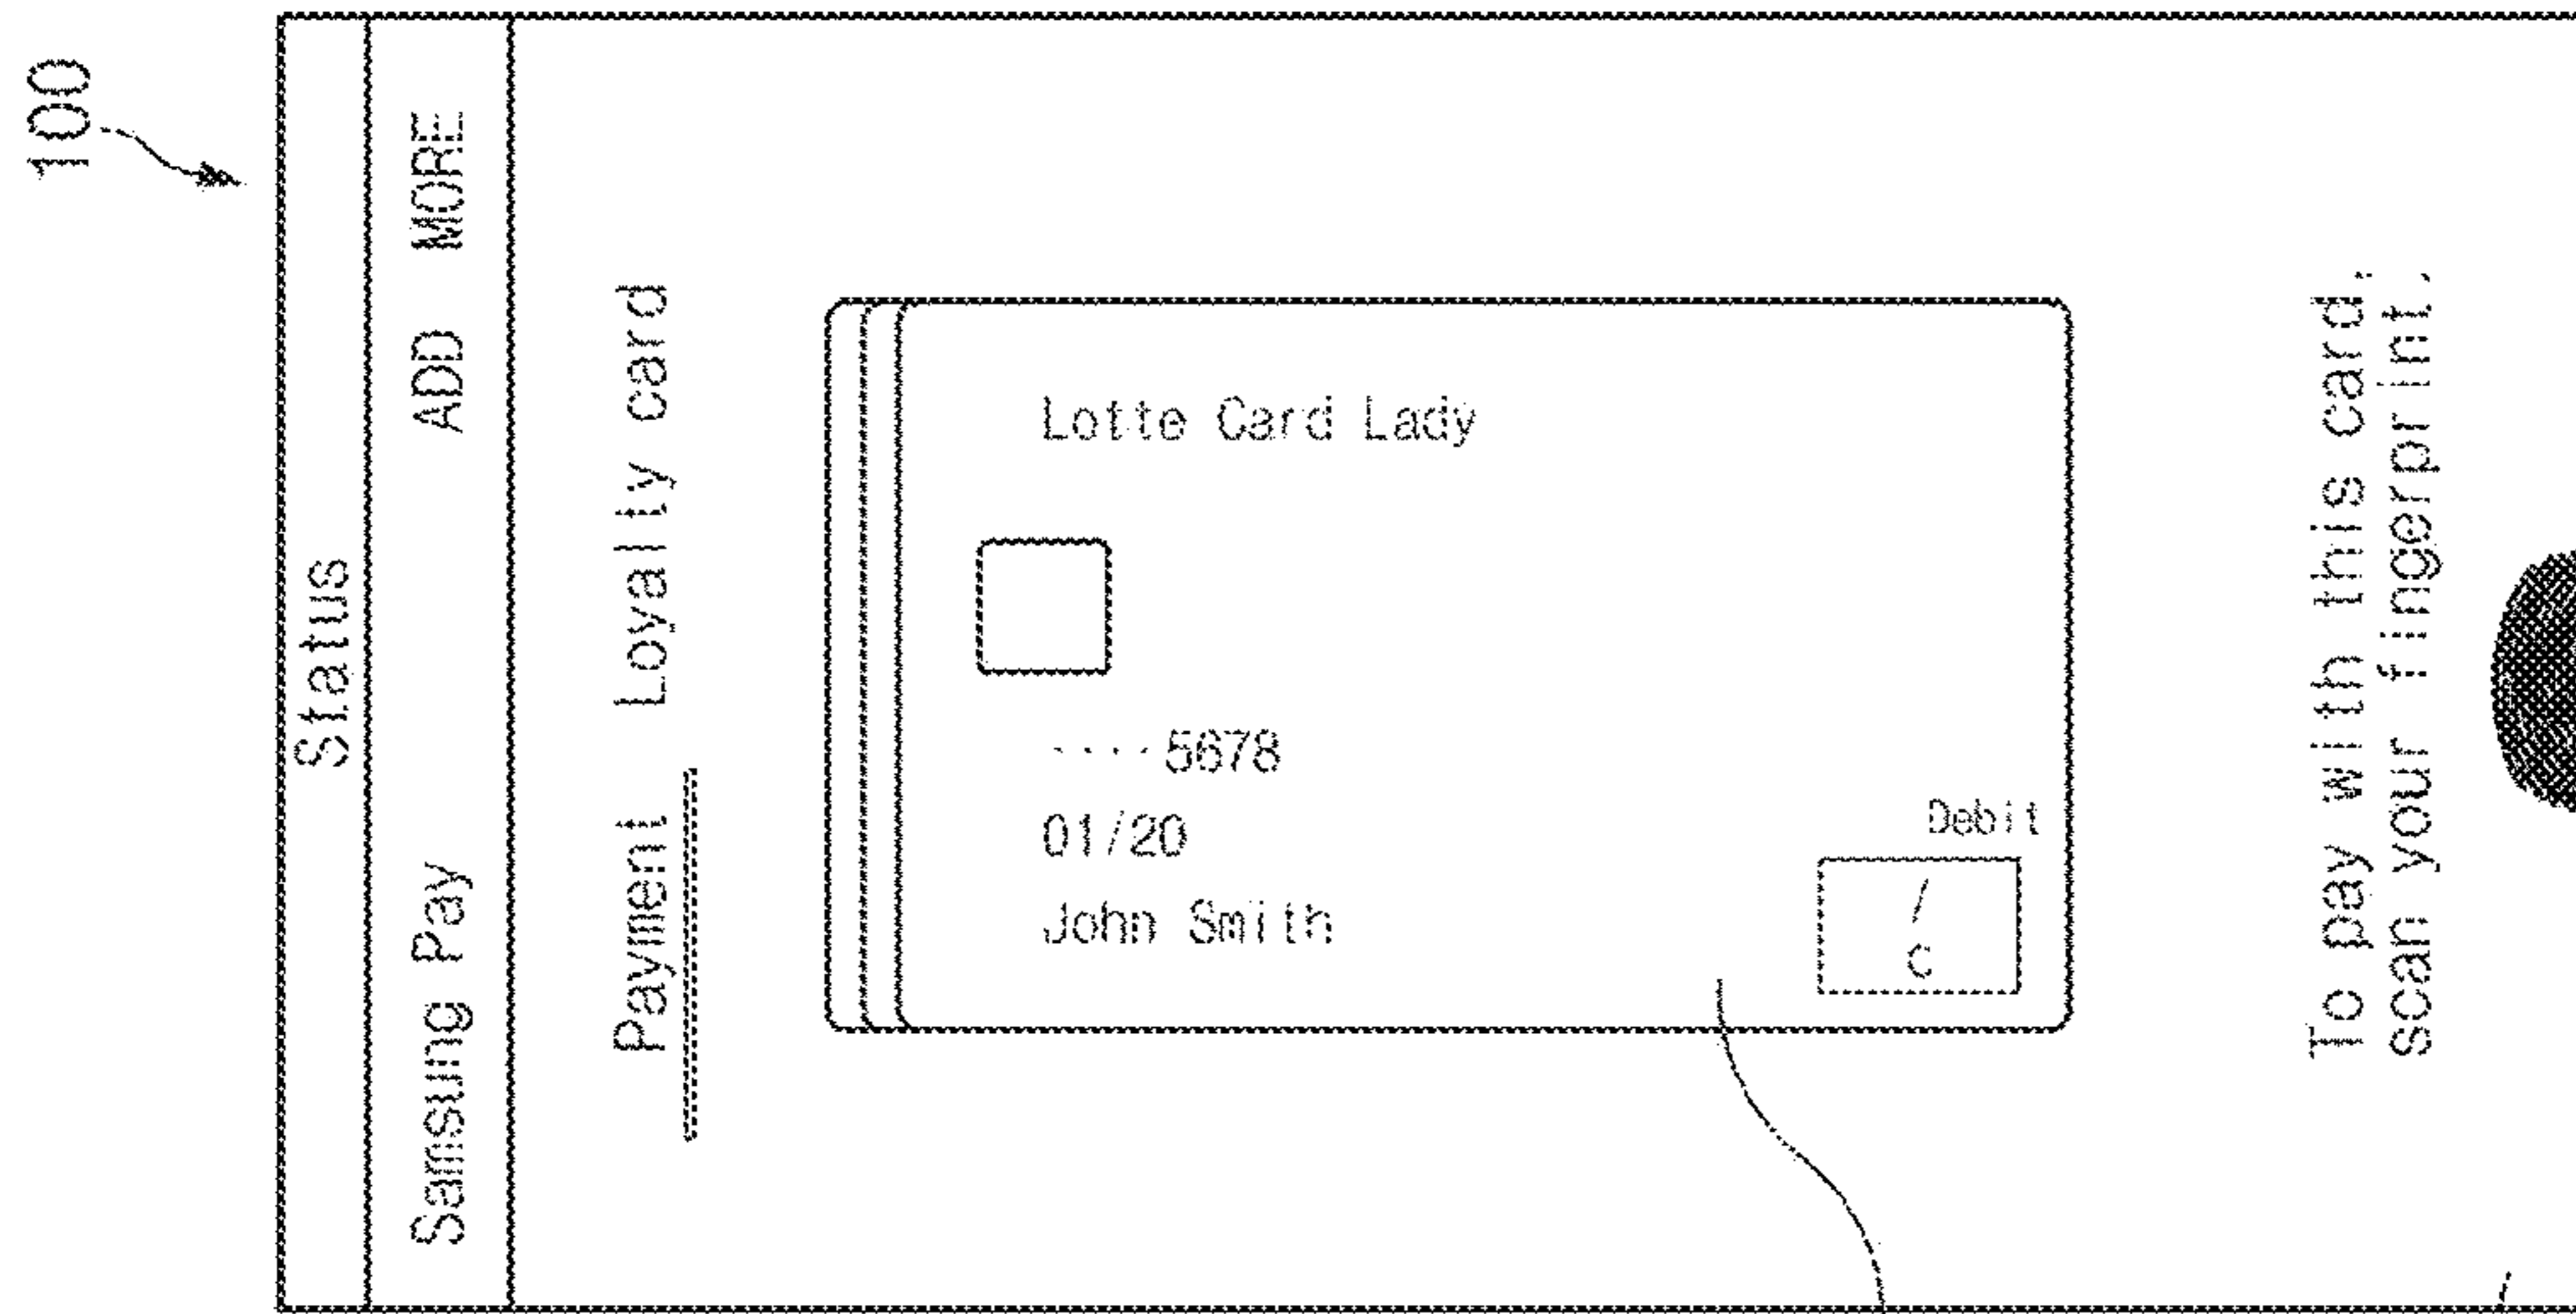 100
Status
Samsung Pay ADD MORE
Payment Loyalty card
Lotte Card Lady
....5678
01/20
John Smith
Debit
/
C
To pay with this card,
scan your fingerprint.